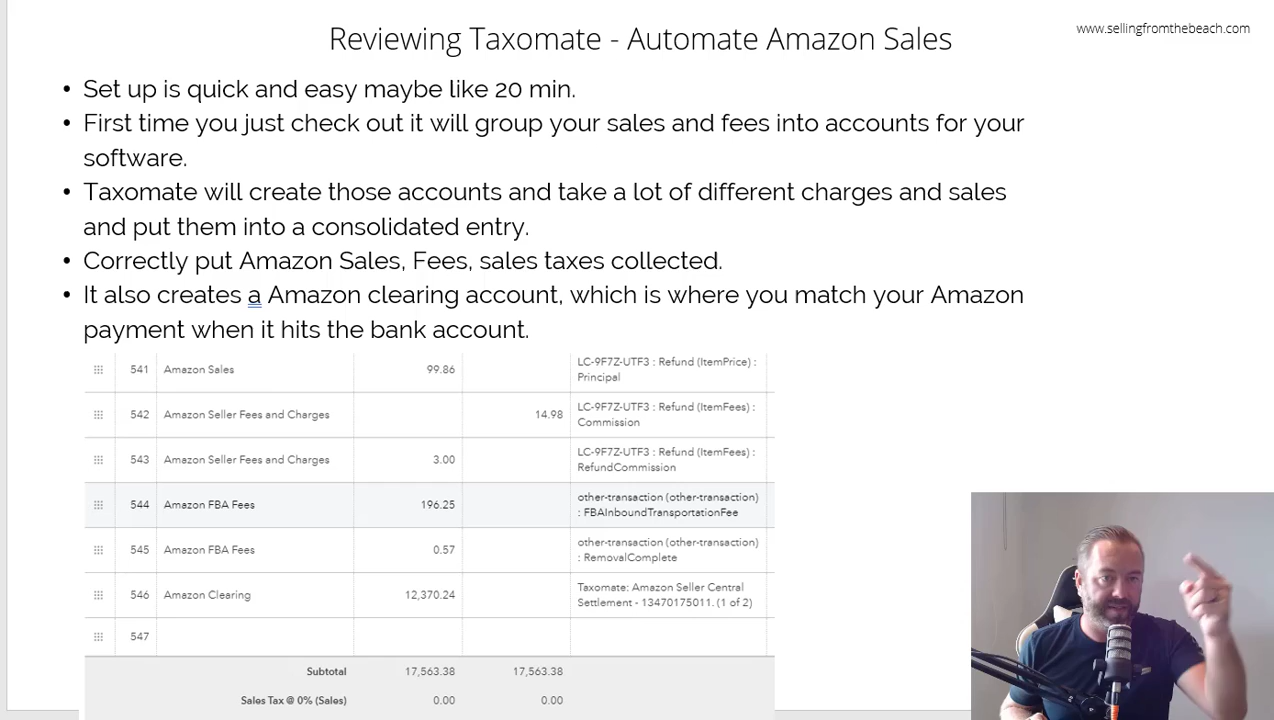 Reviewing Taxomate - Automate Amazon Sales
www.sellingfromthebeach.com
• Set up is quick and easy maybe like 20 min.
• First time you just check out it will group your sales and fees into accounts for your
software.
• Taxomate will create those accounts and take a lot of different charges and sales
and put them into a consolidated entry.
• Correctly put Amazon Sales, Fees, sales taxes collected.
• It also creates a Amazon clearing account, which is where you match your Amazon
payment when it hits the bank account.
541 Amazon Sales 99.86 LC-9F7Z-UTF3 : Refund (ItemPrice) :
Principal
542 Amazon Seller Fees and Charges 14.98 LC-9F7Z-UTF3 : Refund (ItemFees) :
Commission
543 Amazon Seller Fees and Charges 3.00 LC-9F7Z-UTF3 : Refund (ItemFees) :
RefundCommission
544 Amazon FBA Fees 196.25 other-transaction (other-transaction)
: FBAInboundTransportationFee
545 Amazon FBA Fees 0.57 other-transaction (other-transaction)
: RemovalComplete
546 Amazon Clearing 12,370.24 Taxomate: Amazon Seller Central
Settlement - 13470175011. (1 of 2)
547
Subtotal 17,563.38 17,563.38
Sales Tax @ 0% (Sales) 0.00 0.00